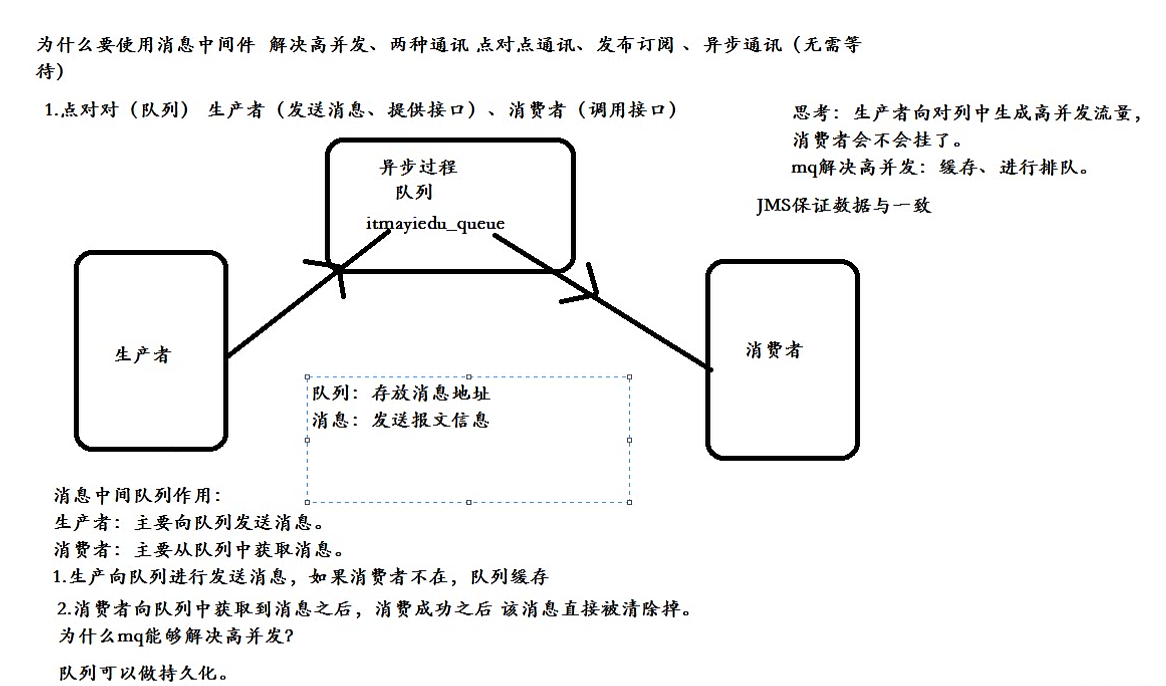 为什么要使用消息中间件 解决高并发、两种通讯 点对点通讯、发布订阅 、异步通讯（无需等
待）
1.点对对（队列） 生产者（发送消息、提供接口）、消费者（调用接口）
思考：生产者向对列中生成高并发流量，
消费者会不会挂了。
mq解决高并发：缓存、进行排队。
JMS保证数据与一致
异步过程
队列
itmayiedu_queue
生产者
消费者
队列：存放消息地址
消息：发送报文信息
消息中间队列作用：
生产者：主要向队列发送消息。
消费者：主要从队列中获取消息。
1.生产向队列进行发送消息，如果消费者不在，队列缓存
2.消费者向队列中获取到消息之后，消费成功之后 该消息直接被清除掉。
为什么mq能够解决高并发?
队列可以做持久化。